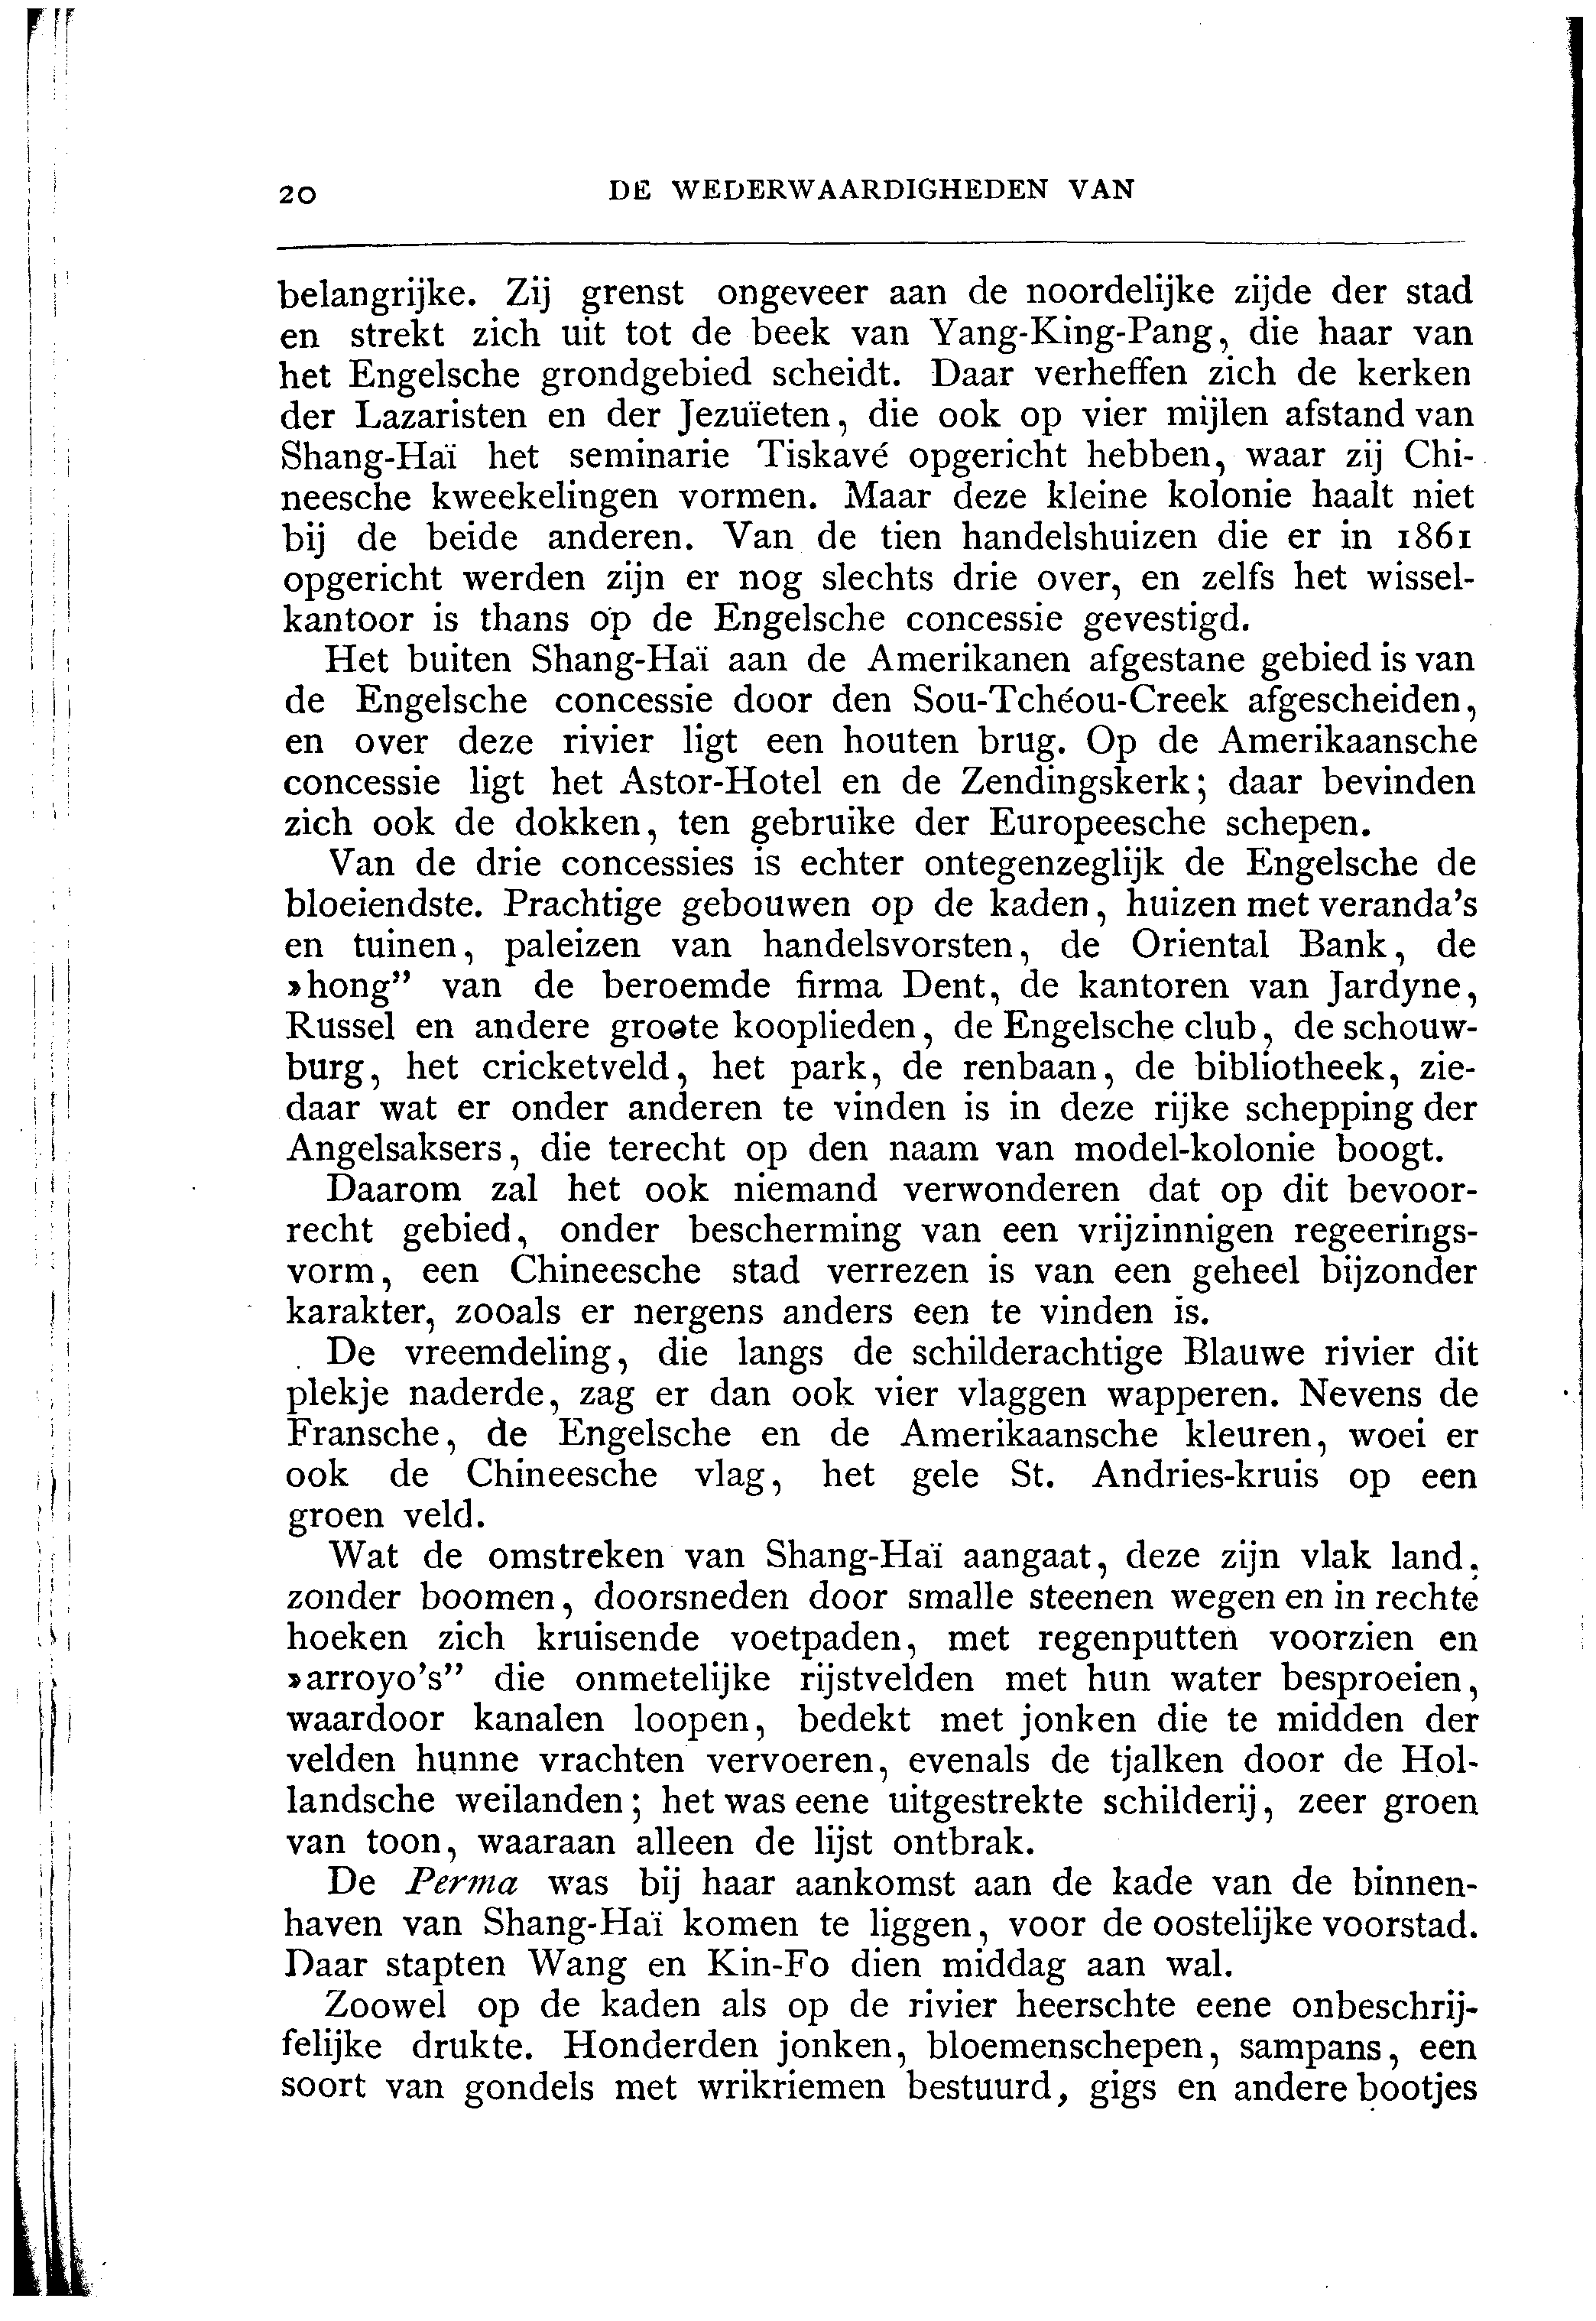 20 DE WEDERWAARDIGHEDEN VAN
belangrijke. Zij grenst ongeveer aan de noordelijke zijde der stad
en strekt zich uit tot de beek van Yang-King-Pang, die haar van
het Engelsche grondgebied scheidt. Daar verheffen zich de kerken
der Lazaristen en der Jezuïeten, die ook op vier mijlen afstand van
Shang-Haï het seminarie Tiskavé opgericht hebben, waar zij Chi-
neesche kweekelingen vormen. Maar deze kleine kolonie haalt niet
bij de beide anderen. Van de tien handelshuizen die er in 1861
opgericht werden zijn er nog slechts drie over, en zelfs het wissel-
kantoor is thans op de Engelsche concessie gevestigd.
Het buiten Shang-Haï aan de Amerikanen afgestane gebied is van
de Engelsche concessie door den Sou-Tchéou-Creek afgescheiden,
en over deze rivier ligt een houten brug. Op de Amerikaansche
concessie ligt het Astor-Hotel en de Zendingskerk; daar bevinden
zich ook de dokken, ten gebruike der Europeesche schepen.
Van de drie concessies is echter ontegenzeglijk de Engelsche de
bloeiendste. Prachtige gebouwen op de kaden, huizen met veranda's
en tuinen, paleizen van handelsvorsten, de Oriental Bank, de
»hong” van de beroemde firma Dent, de kantoren van Jardyne,
Russel en andere groote kooplieden, de Engelsche club, de schouw-
burg, het cricketveld, het park, de renbaan, de bibliotheek, zie-
daar wat er onder anderen te vinden is in deze rijke schepping der
Angelsaksers, die terecht op den naam van model-kolonie boogt.
Daarom zal het ook niemand verwonderen dat op dit bevoor-
recht gebied, onder bescherming van een vrijzinnigen regeerings-
vorm, een Chineesche stad verrezen is van een geheel bijzonder
karakter, zooals er nergens anders een te vinden is.
De vreemdeling, die langs de schilderachtige Blauwe rivier dit
plekje naderde, zag er dan ook vier vlaggen wapperen. Nevens de
Fransche, de Engelsche en de Amerikaansche kleuren, woei er
ook de Chineesche vlag, het gele St. Andries-kruis op een
groen veld.
Wat de omstreken van Shang-Haï aangaat, deze zijn vlak land,
zonder boomen, doorsneden door smalle steenen wegen en in rechte
hoeken zich kruisende voetpaden, met regenputten voorzien en
»arroyo's” die onmetelijke rijstvelden met hun water besproeien,
waardoor kanalen loopen, bedekt met jonken die te midden der
velden hunne vrachten vervoeren, evenals de tjalken door de Hol-
landsche weilanden; het was eene uitgestrekte schilderij, zeer groen
van toon, waaraan alleen de lijst ontbrak.
De Perma was bij haar aankomst aan de kade van de binnen-
haven van Shang-Haï komen te liggen, voor de oostelijke voorstad.
Daar stapten Wang en Kin-Fo dien middag aan wal.
Zoowel op de kaden als op de rivier heerschte eene onbeschrij-
felijke drukte. Honderden jonken, bloemenschepen, sampans, een
soort van gondels met wrikriemen bestuurd, gigs en andere bootjes